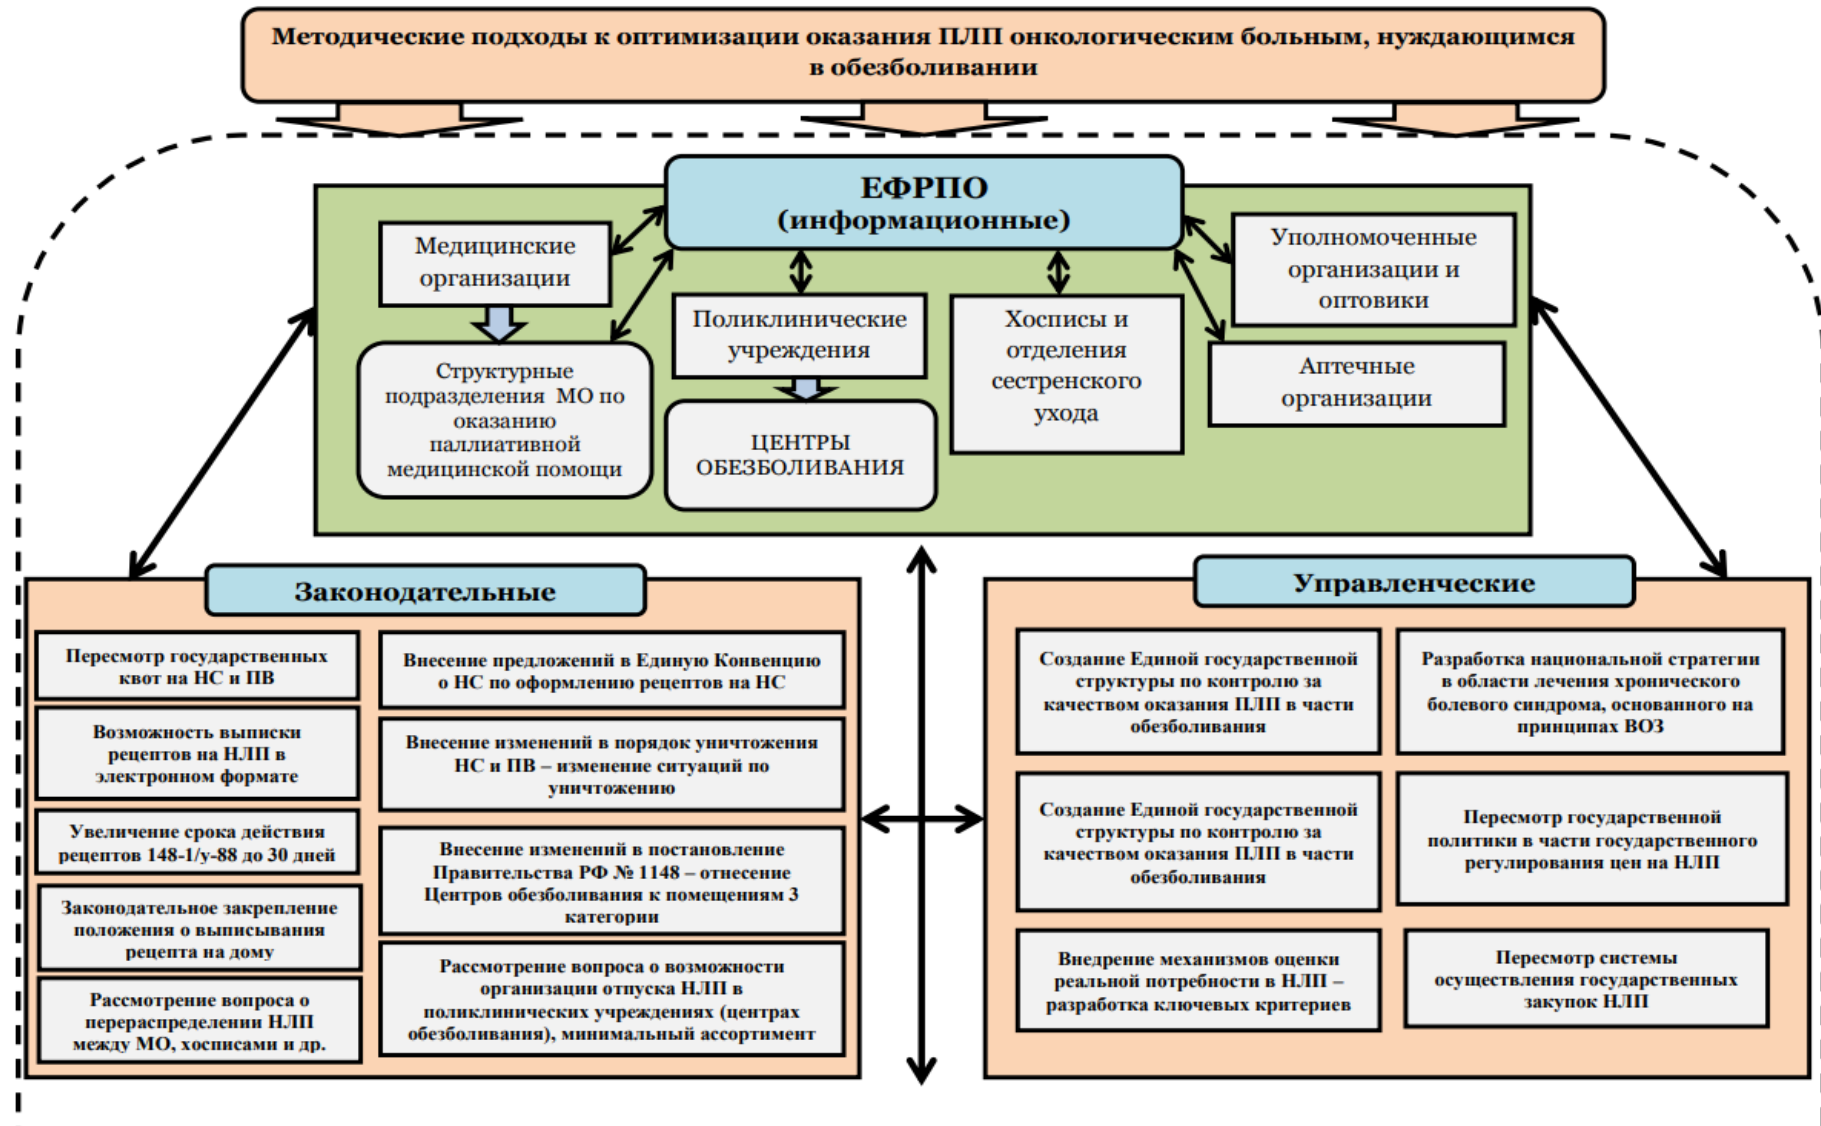 Методические подходы к оптимизации оказания ПЛП онкологическим больным, нуждающимся
в обезболивании
ЕФРПО
(информационные)
Медицинские
организации
Структурные
подразделения МО по
оказанию
паллиативной
медицинской помощи
Поликлинические
учреждения
ЦЕНТРЫ
ОБЕЗБОЛИВАНИЯ
Хосписы и
отделения
сестренского
ухода
Уполномоченные
организации и
оптовики
Аптечные
организации
Законодательные
Пересмотр государственных
квот на НС и ПВ
Возможность выписки
рецептов на НЛП в
электронном формате
Увеличение срока действия
рецептов 148-1/у-88 до 30 дней
Законодательное закрепление
положения о выписывания
рецепта на дому
Рассмотрение вопроса о
перераспределении НЛП
между МО, хосписами и др.
Внесение предложений в Единую Конвенцию
о НС по оформлению рецептов на НС
Внесение изменений в порядок уничтожения
НС и ПВ – изменение ситуаций по
уничтожению
Внесение изменений в постановление
Правительства РФ № 1148 – отнесение
Центров обезболивания к помещениям 3
категории
Рассмотрение вопроса о возможности
организации отпуска НЛП в
поликлинических учреждениях (центрах
обезболивания), минимальный ассортимент
Управленческие
Создание Единой государственной
структуры по контролю за
качеством оказания ПЛП в части
обезболивания
Разработка национальной стратегии
в области лечения хронического
болевого синдрома, основанного на
принципах ВОЗ
Создание Единой государственной
структуры по контролю за
качеством оказания ПЛП в части
обезболивания
Пересмотр государственной
политики в части государственного
регулирования цен на НЛП
Внедрение механизмов оценки
реальной потребности в НЛП –
разработка ключевых критериев
Пересмотр системы
осуществления государственных
закупок НЛП